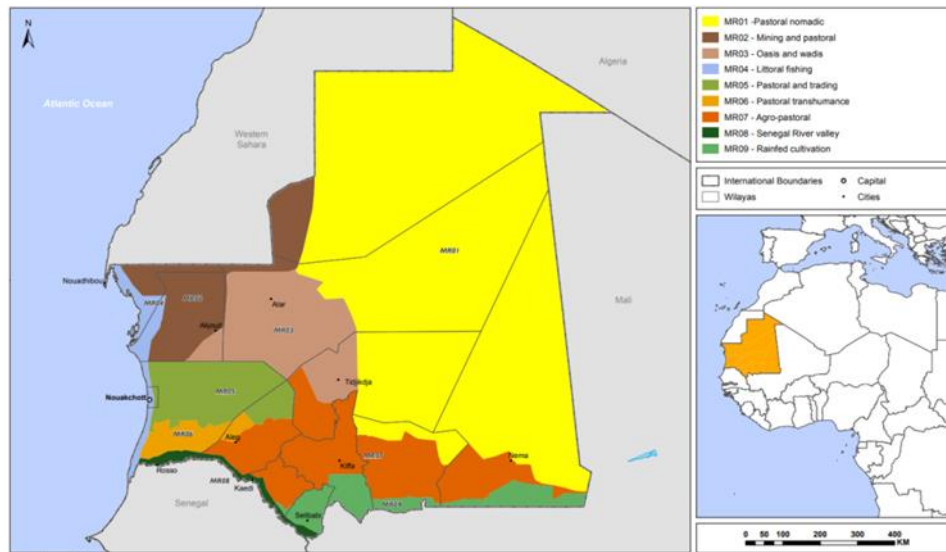 N
Algeria
Atlantic Ocean
Western
Sahara
MR01
Mali
Nouadhibou
MR04
MR02
Atar
Akjoujt
MR03
Tidjikdja
MR05
Nouakchott
MR06
Aleg
Nema
Kiffa
Rosso
MR08
Kaedi
Selibabi
Senegal
MR01 -Pastoral nomadic
MR02 - Mining and pastoral
MR03 - Oasis and wadis
MR04 - Littoral fishing
MR05 - Pastoral and trading
MR06 - Pastoral transhumance
MR07 - Agro-pastoral
MR08 - Senegal River valley
MR09 - Rainfed cultivation
International Boundaries
Capital
Wilayas
Cities
0 50 100 200 300 400
KM